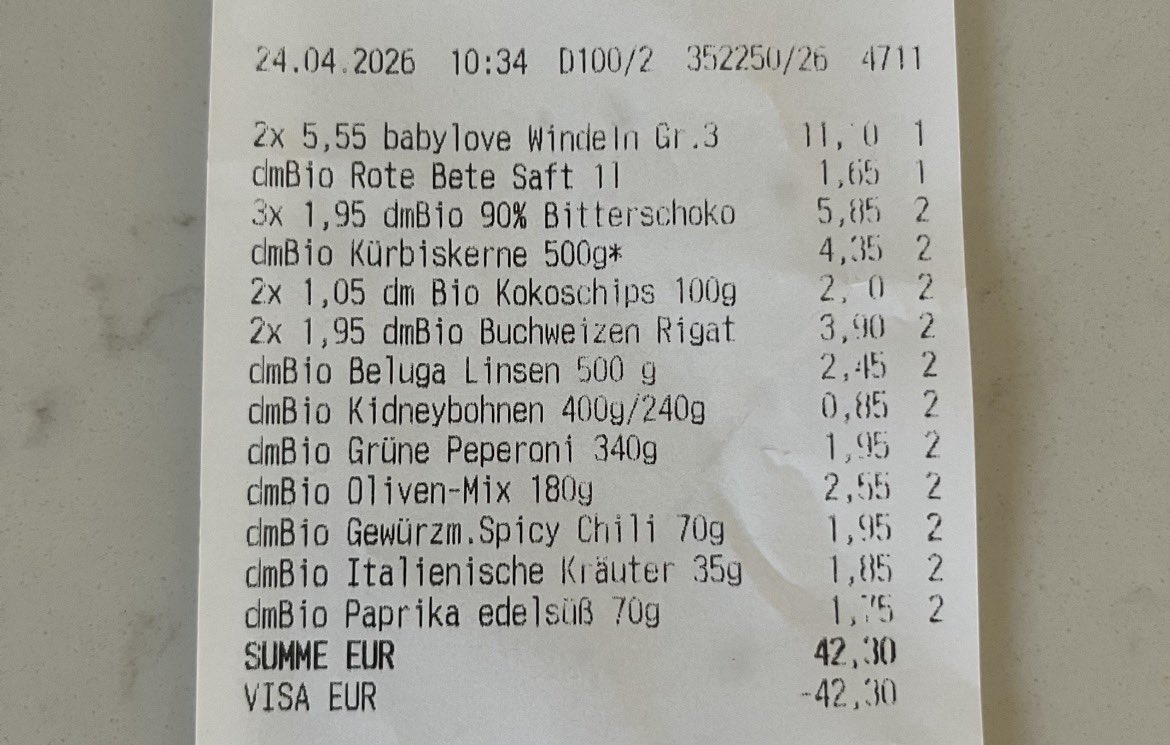 24.04.2026 10:34 D100/2 352250/26 4711
2x 5,55 babylove Windeln Gr.3 11,10 1
dmBio Rote Bete Saft 1l 1,65 1
3x 1,95 dmBio 90% Bitterschoko 5,85 2
dmBio Kürbiskerne 500g* 4,35 2
2x 1,05 dm Bio Kokoschips 100g 2,10 2
2x 1,95 dmBio Buchweizen Rigat 3,90 2
dmBio Beluga Linsen 500 g 2,45 2
dmBio Kidneybohnen 400g/240g 0,85 2
dmBio Grüne Peperoni 340g 1,95 2
dmBio Oliven-Mix 180g 2,55 2
dmBio Gewürzm.Spicy Chili 70g 1,95 2
dmBio Italienische Kräuter 35g 1,85 2
dmBio Paprika edelsüß 70g 1,75 2
SUMME EUR 42,30
VISA EUR -42,30